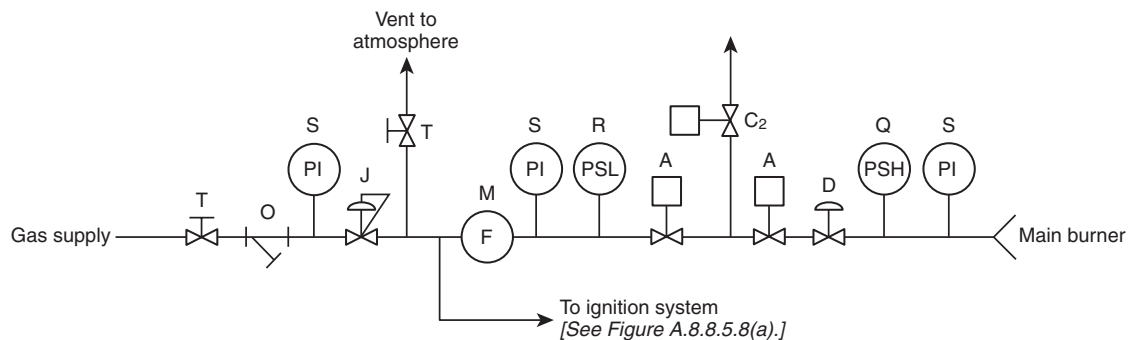 Vent to
atmosphere
T
C₂
S
PI
J
S
PI
R
PSL
A
A
Q
PSH
S
PI
M
F
D
T
O
Gas supply
Main burner
To ignition system
[See Figure A.8.8.5.8(a).]